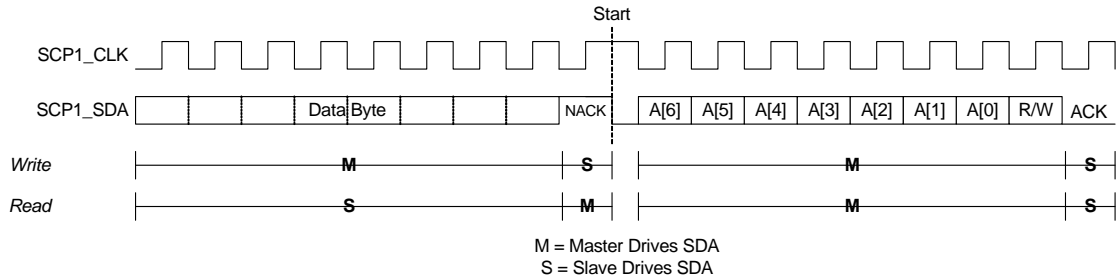 Start
SCP1_CLK
SCP1_SDA Data Byte NACK A[6] A[5] A[4] A[3] A[2] A[1] A[0] R/W ACK
Write M S M S
Read S M M S
M = Master Drives SDA
S = Slave Drives SDA